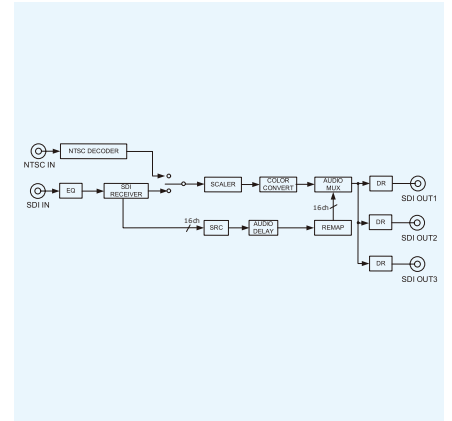 NTSC IN
NTSC DECODER
SDI IN
EQ
SDI
RECEIVER
SCALER
COLOR
CONVERT
AUDIO
MUX
DR
SDI OUT1
16ch
SRC
AUDIO
DELAY
REMAP
16ch
DR
SDI OUT2
DR
SDI OUT3